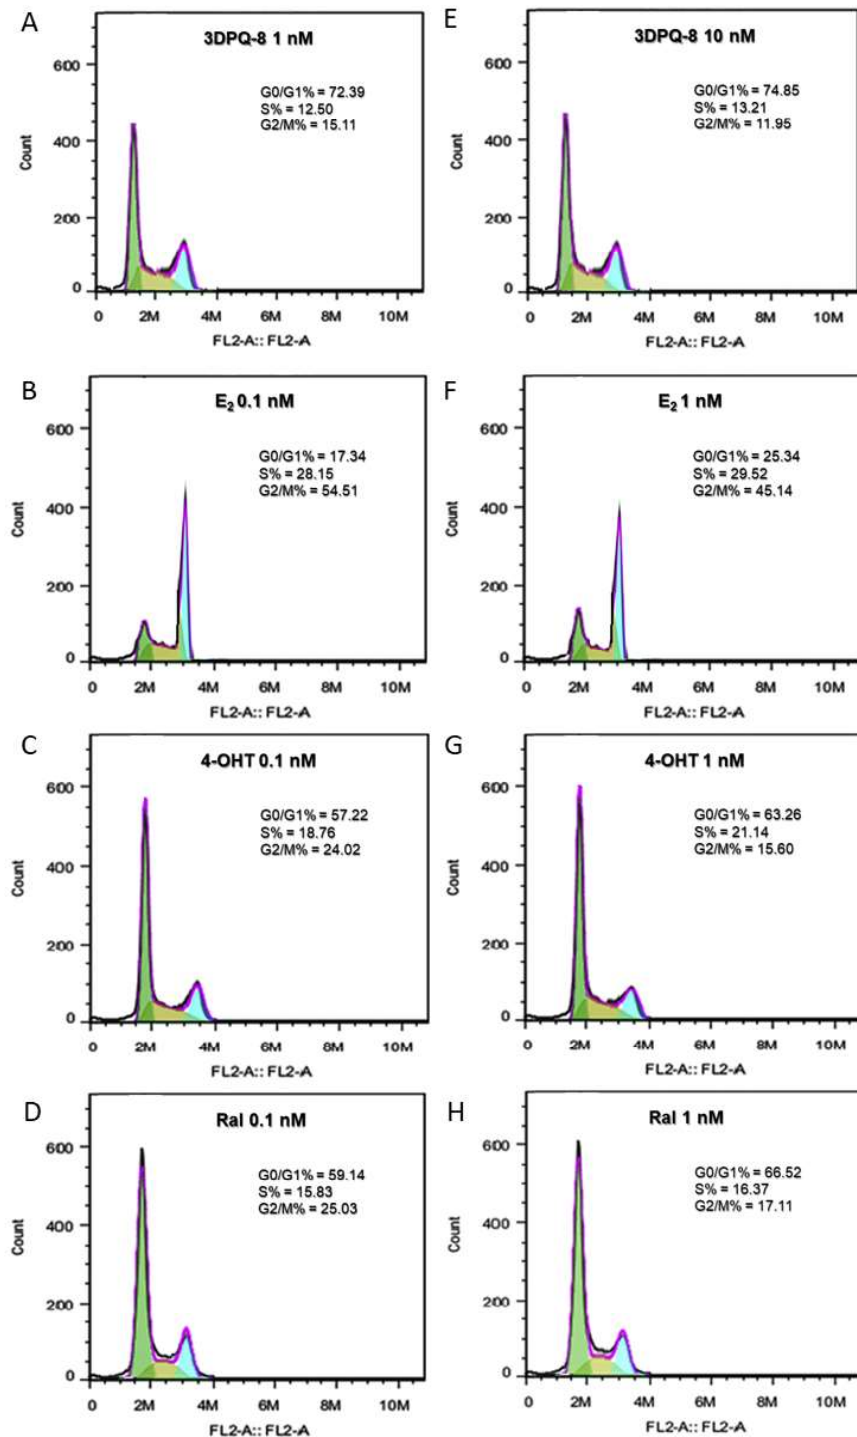 A
3DPQ-8 1 nM
G0/G1% = 72.39
S% = 12.50
G2/M% = 15.11
600
400
200
0
Count
0 2M 4M 6M 8M 10M
FL2-A:: FL2-A
E
3DPQ-8 10 nM
G0/G1% = 74.85
S% = 13.21
G2/M% = 11.95
600
400
200
0
Count
0 2M 4M 6M 8M 10M
FL2-A:: FL2-A
B
E₂ 0.1 nM
G0/G1% = 17.34
S% = 28.15
G2/M% = 54.51
600
400
200
0
Count
0 2M 4M 6M 8M 10M
FL2-A:: FL2-A
F
E₂ 1 nM
G0/G1% = 25.34
S% = 29.52
G2/M% = 45.14
600
400
200
0
Count
0 2M 4M 6M 8M 10M
FL2-A:: FL2-A
C
4-OHT 0.1 nM
G0/G1% = 57.22
S% = 18.76
G2/M% = 24.02
600
400
200
0
Count
0 2M 4M 6M 8M 10M
FL2-A:: FL2-A
G
4-OHT 1 nM
G0/G1% = 63.26
S% = 21.14
G2/M% = 15.60
600
400
200
0
Count
0 2M 4M 6M 8M 10M
FL2-A:: FL2-A
D
Ral 0.1 nM
G0/G1% = 59.14
S% = 15.83
G2/M% = 25.03
600
400
200
0
Count
0 2M 4M 6M 8M 10M
FL2-A:: FL2-A
H
Ral 1 nM
G0/G1% = 66.52
S% = 16.37
G2/M% = 17.11
600
400
200
0
Count
0 2M 4M 6M 8M 10M
FL2-A:: FL2-A